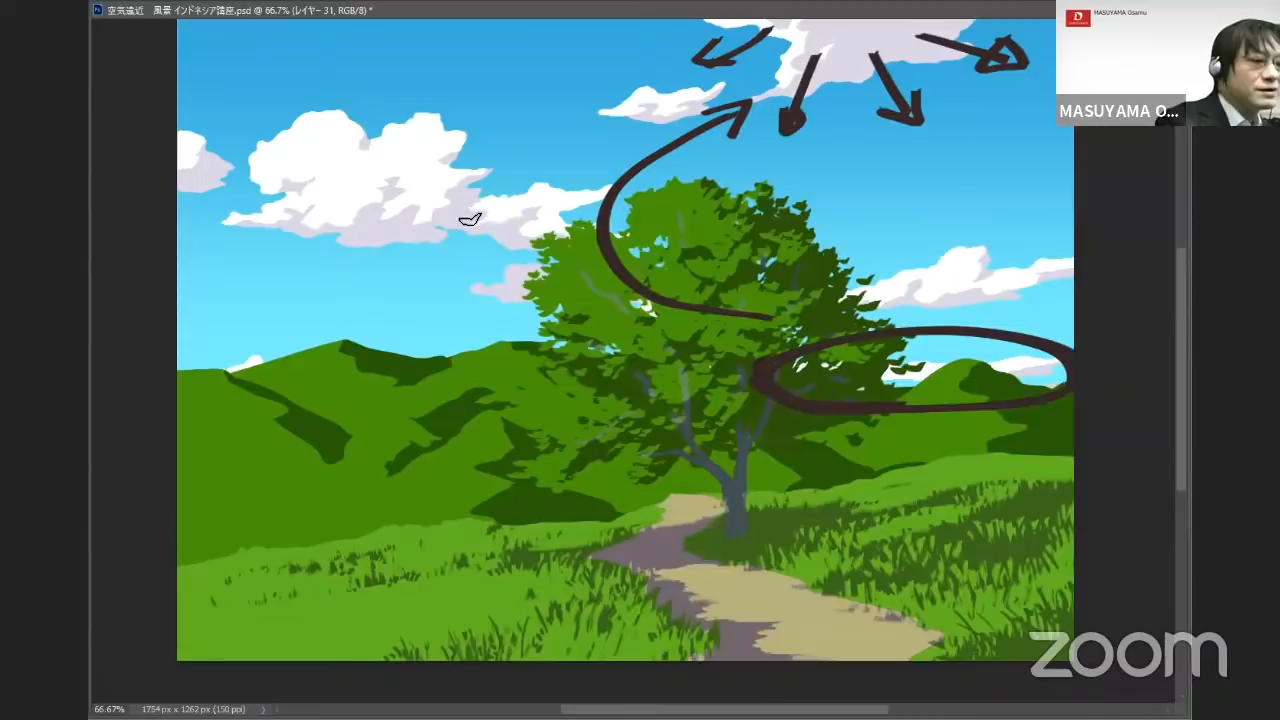 空気遠近　風景 インドネシア講座.psd @ 66.7% (レイヤー 31, RGB/8) *
D
MASUYAMA Osamu
MASUYAMA O...
zoom
66.67%
1754 px x 1262 px (150 ppi)